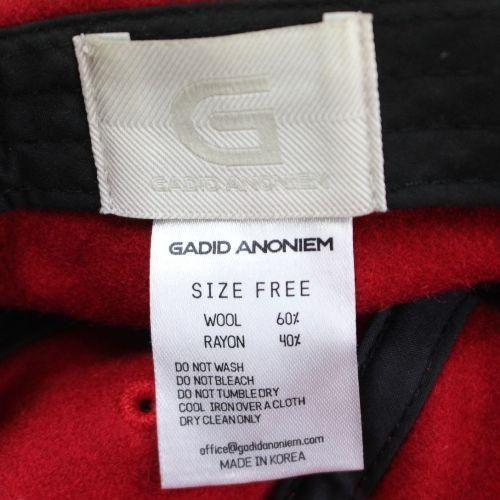 G
GADID ANONIEM
GADID ANONIEM
SIZE FREE
WOOL 60%
RAYON 40%
DO NOT WASH
DO NOT BLEACH
DO NOT TUMBLE DRY
COOL IRON OVER A CLOTH
DRY CLEAN ONLY
office@gadidanoniem.com
MADE IN KOREA